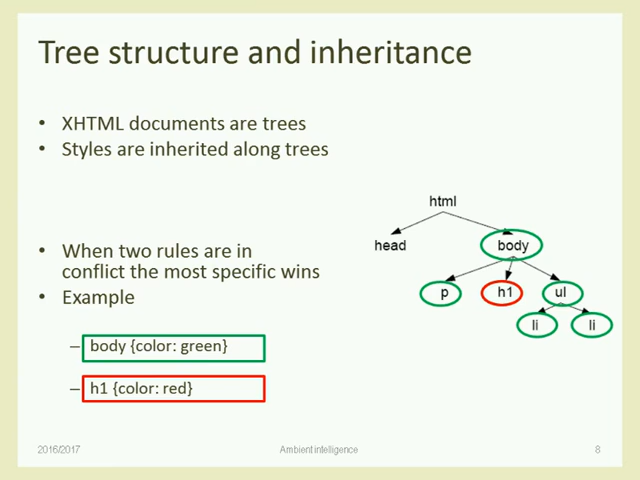 Tree structure and inheritance
• XHTML documents are trees
• Styles are inherited along trees
• When two rules are in
conflict the most specific wins
• Example
– body {color: green}
– h1 {color: red}
html
head
body
p
h1
ul
li
li
2016/2017
Ambient intelligence
8